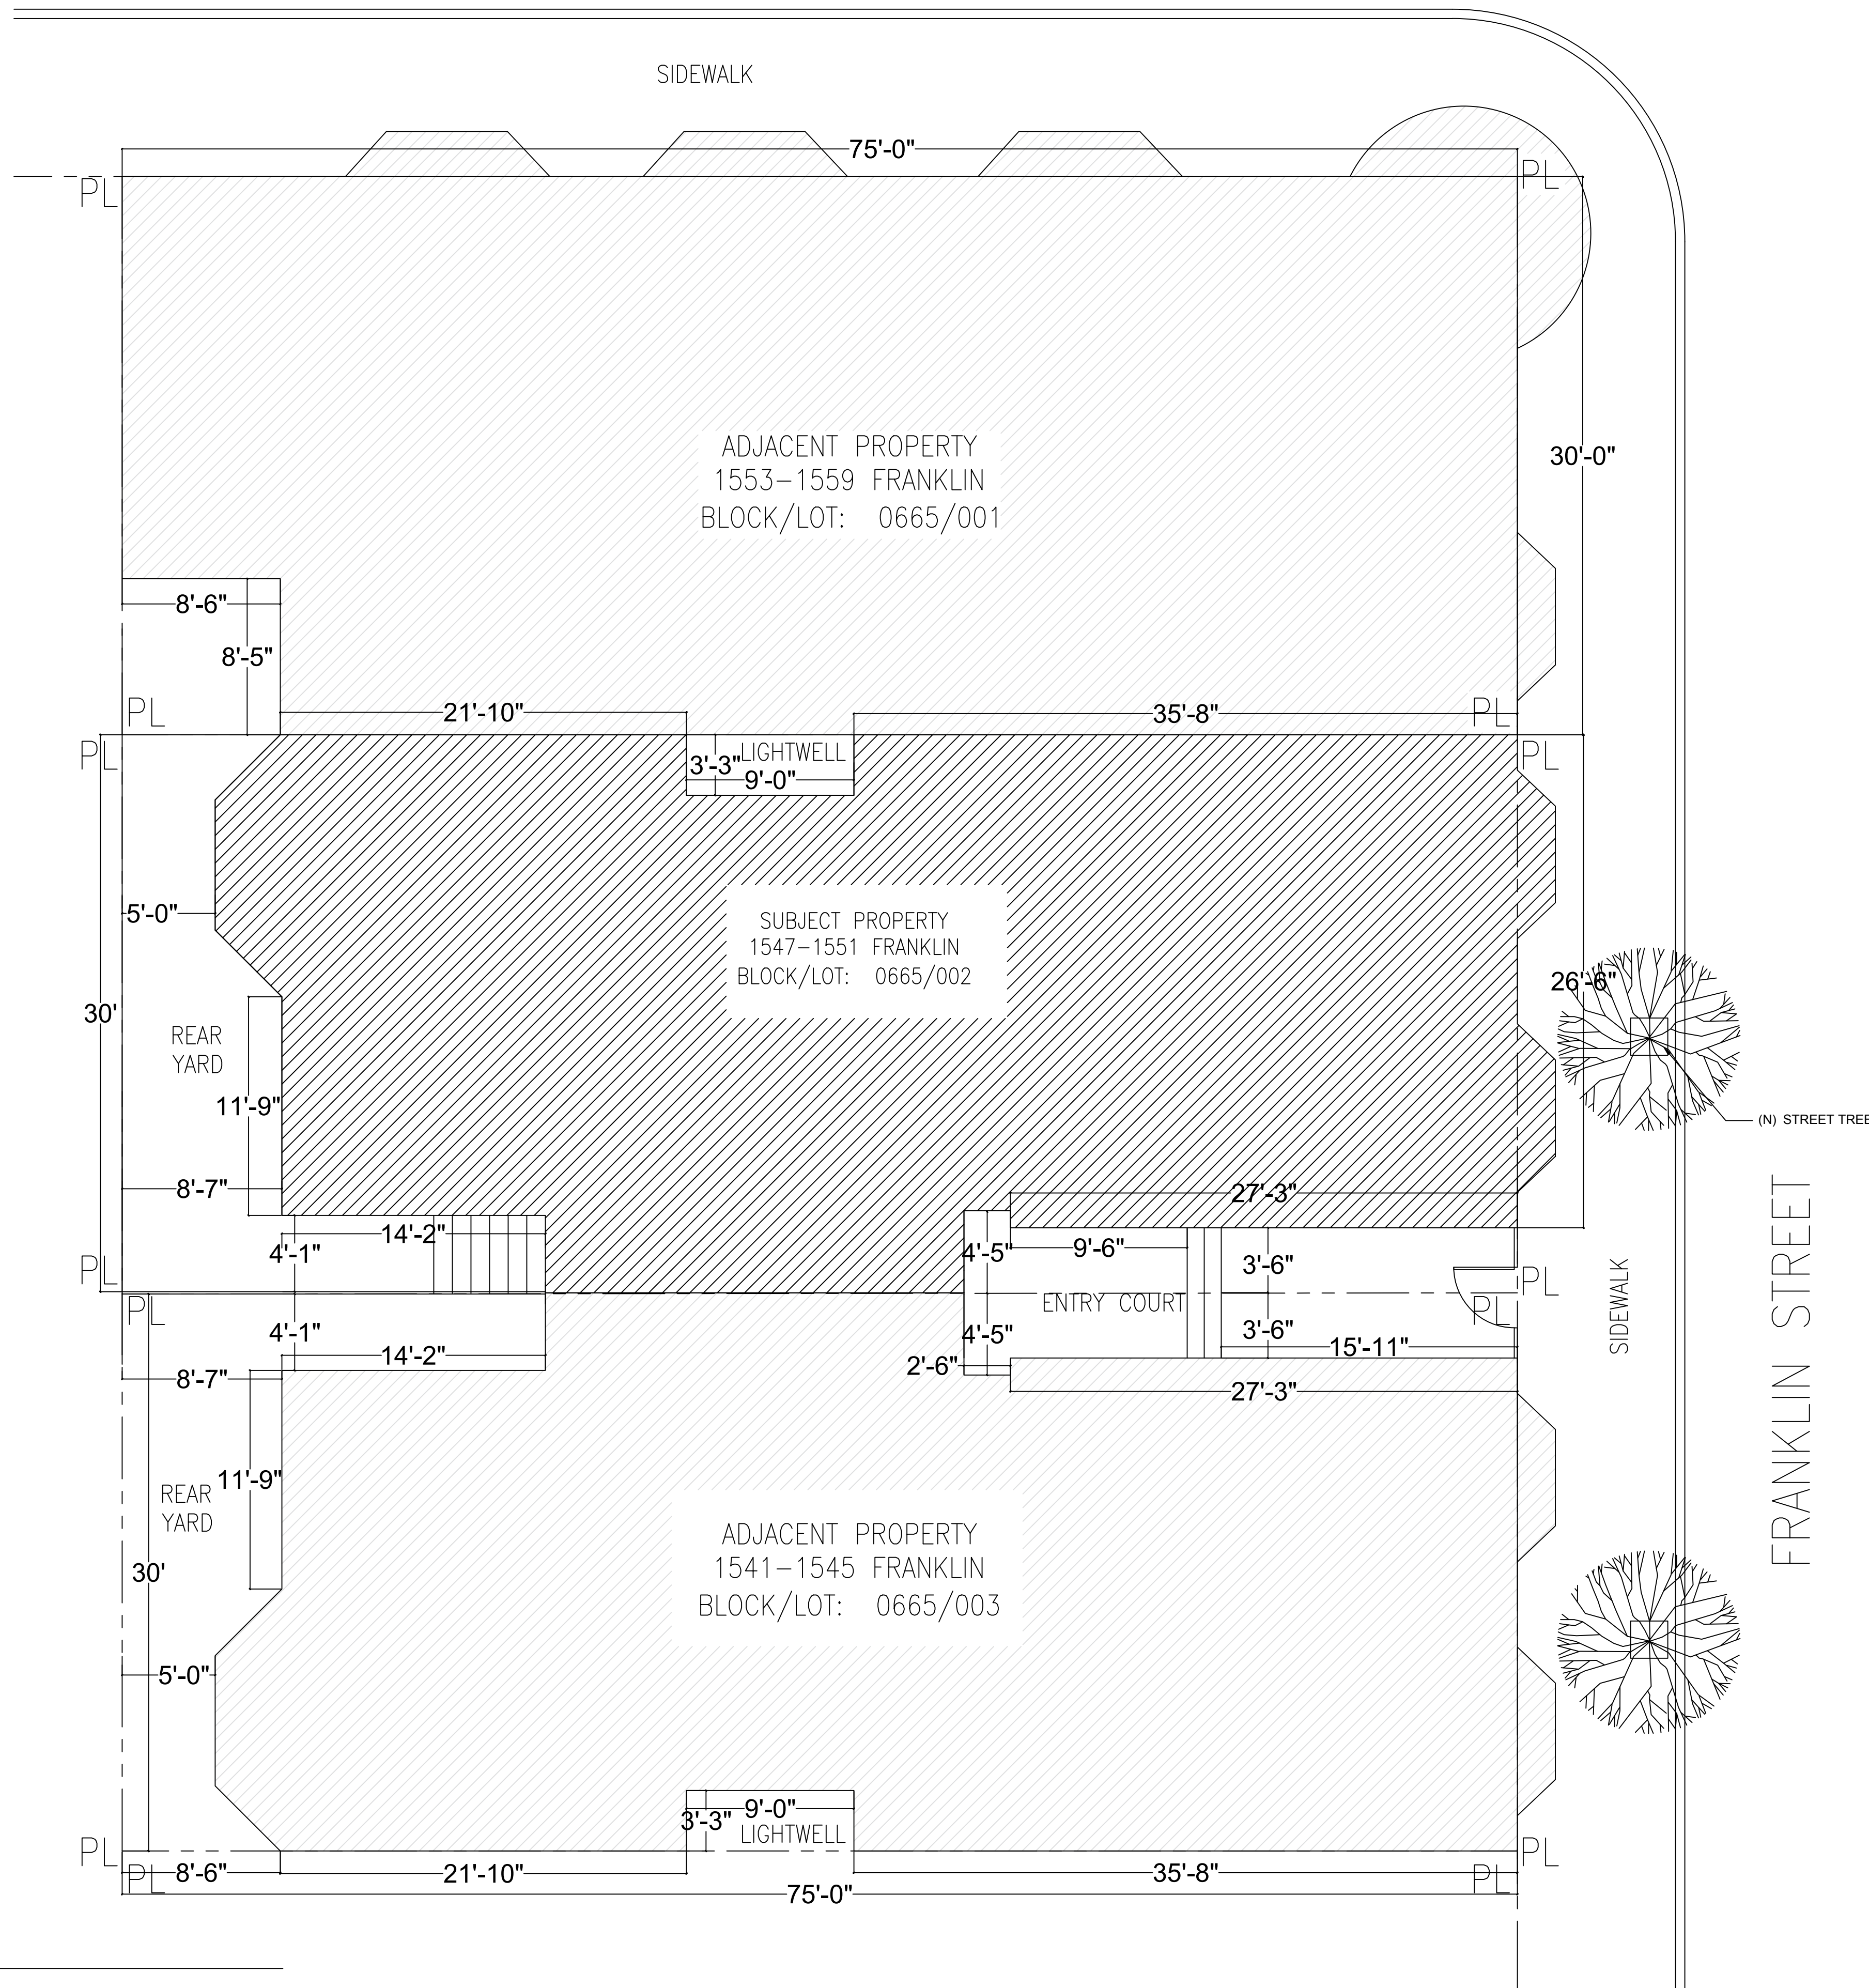 SIDEWALK
75'-0"
PL
PL
ADJACENT PROPERTY
1553-1559 FRANKLIN
BLOCK/LOT: 0665/001
30'-0"
8'-6"
8'-5"
PL
21'-10"
35'-8"
PL
PL
3'-3"
LIGHTWELL
9'-0"
PL
5'-0"
SUBJECT PROPERTY
1547-1551 FRANKLIN
BLOCK/LOT: 0665/002
26'-6"
30'
REAR
YARD
11'-9"
(N) STREET TREE
8'-7"
27'-3"
14'-2"
4'-1"
4'-5"
9'-6"
3'-6"
PL
PL
SIDEWALK
FRANKLIN STREET
PL
ENTRY COURT
PL
4'-1"
14'-2"
4'-5"
3'-6"
15'-11"
8'-7"
2'-6"
27'-3"
11'-9"
REAR
YARD
30'
ADJACENT PROPERTY
1541-1545 FRANKLIN
BLOCK/LOT: 0665/003
5'-0"
9'-0"
3'-3"
LIGHTWELL
PL
PL
PL
8'-6"
21'-10"
35'-8"
PL
75'-0"